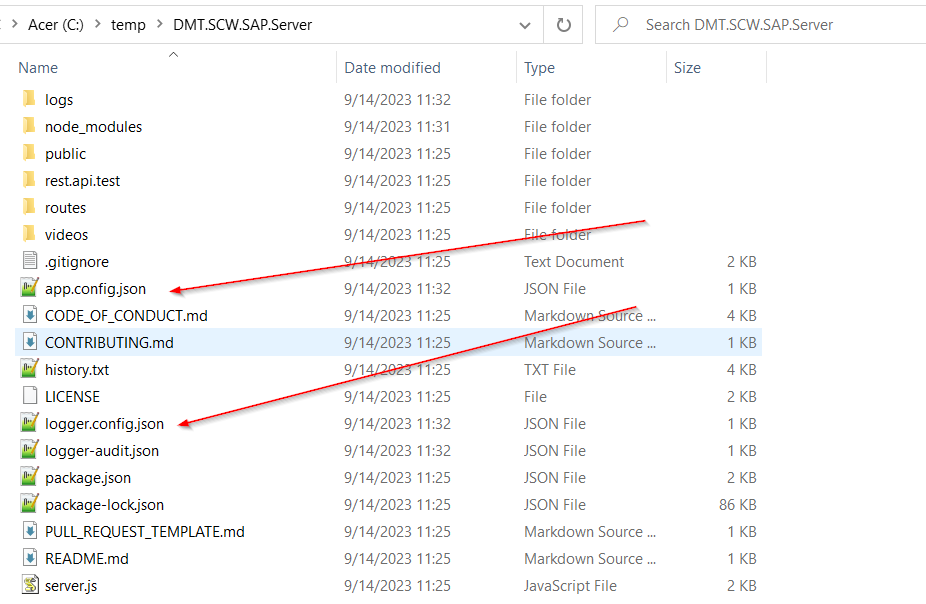 Acer (C:) > temp > DMT.SCW.SAP.Server Search DMT.SCW.SAP.Server
Name Date modified Type Size
logs 9/14/2023 11:32 File folder
node_modules 9/14/2023 11:31 File folder
public 9/14/2023 11:25 File folder
rest.api.test 9/14/2023 11:25 File folder
routes 9/14/2023 11:25 File folder
videos 9/14/2023 11:25 File folder
.gitignore 9/14/2023 11:25 Text Document 2 KB
app.config.json 9/14/2023 11:32 JSON File 1 KB
CODE_OF_CONDUCT.md 9/14/2023 11:25 Markdown Source ... 4 KB
CONTRIBUTING.md 9/14/2023 11:25 Markdown Source ... 1 KB
history.txt 9/14/2023 11:25 TXT File 4 KB
LICENSE 9/14/2023 11:25 File 2 KB
logger.config.json 9/14/2023 11:32 JSON File 1 KB
logger-audit.json 9/14/2023 11:32 JSON File 1 KB
package.json 9/14/2023 11:25 JSON File 2 KB
package-lock.json 9/14/2023 11:25 JSON File 86 KB
PULL_REQUEST_TEMPLATE.md 9/14/2023 11:25 Markdown Source ... 1 KB
README.md 9/14/2023 11:25 Markdown Source ... 1 KB
server.js 9/14/2023 11:25 JavaScript File 2 KB